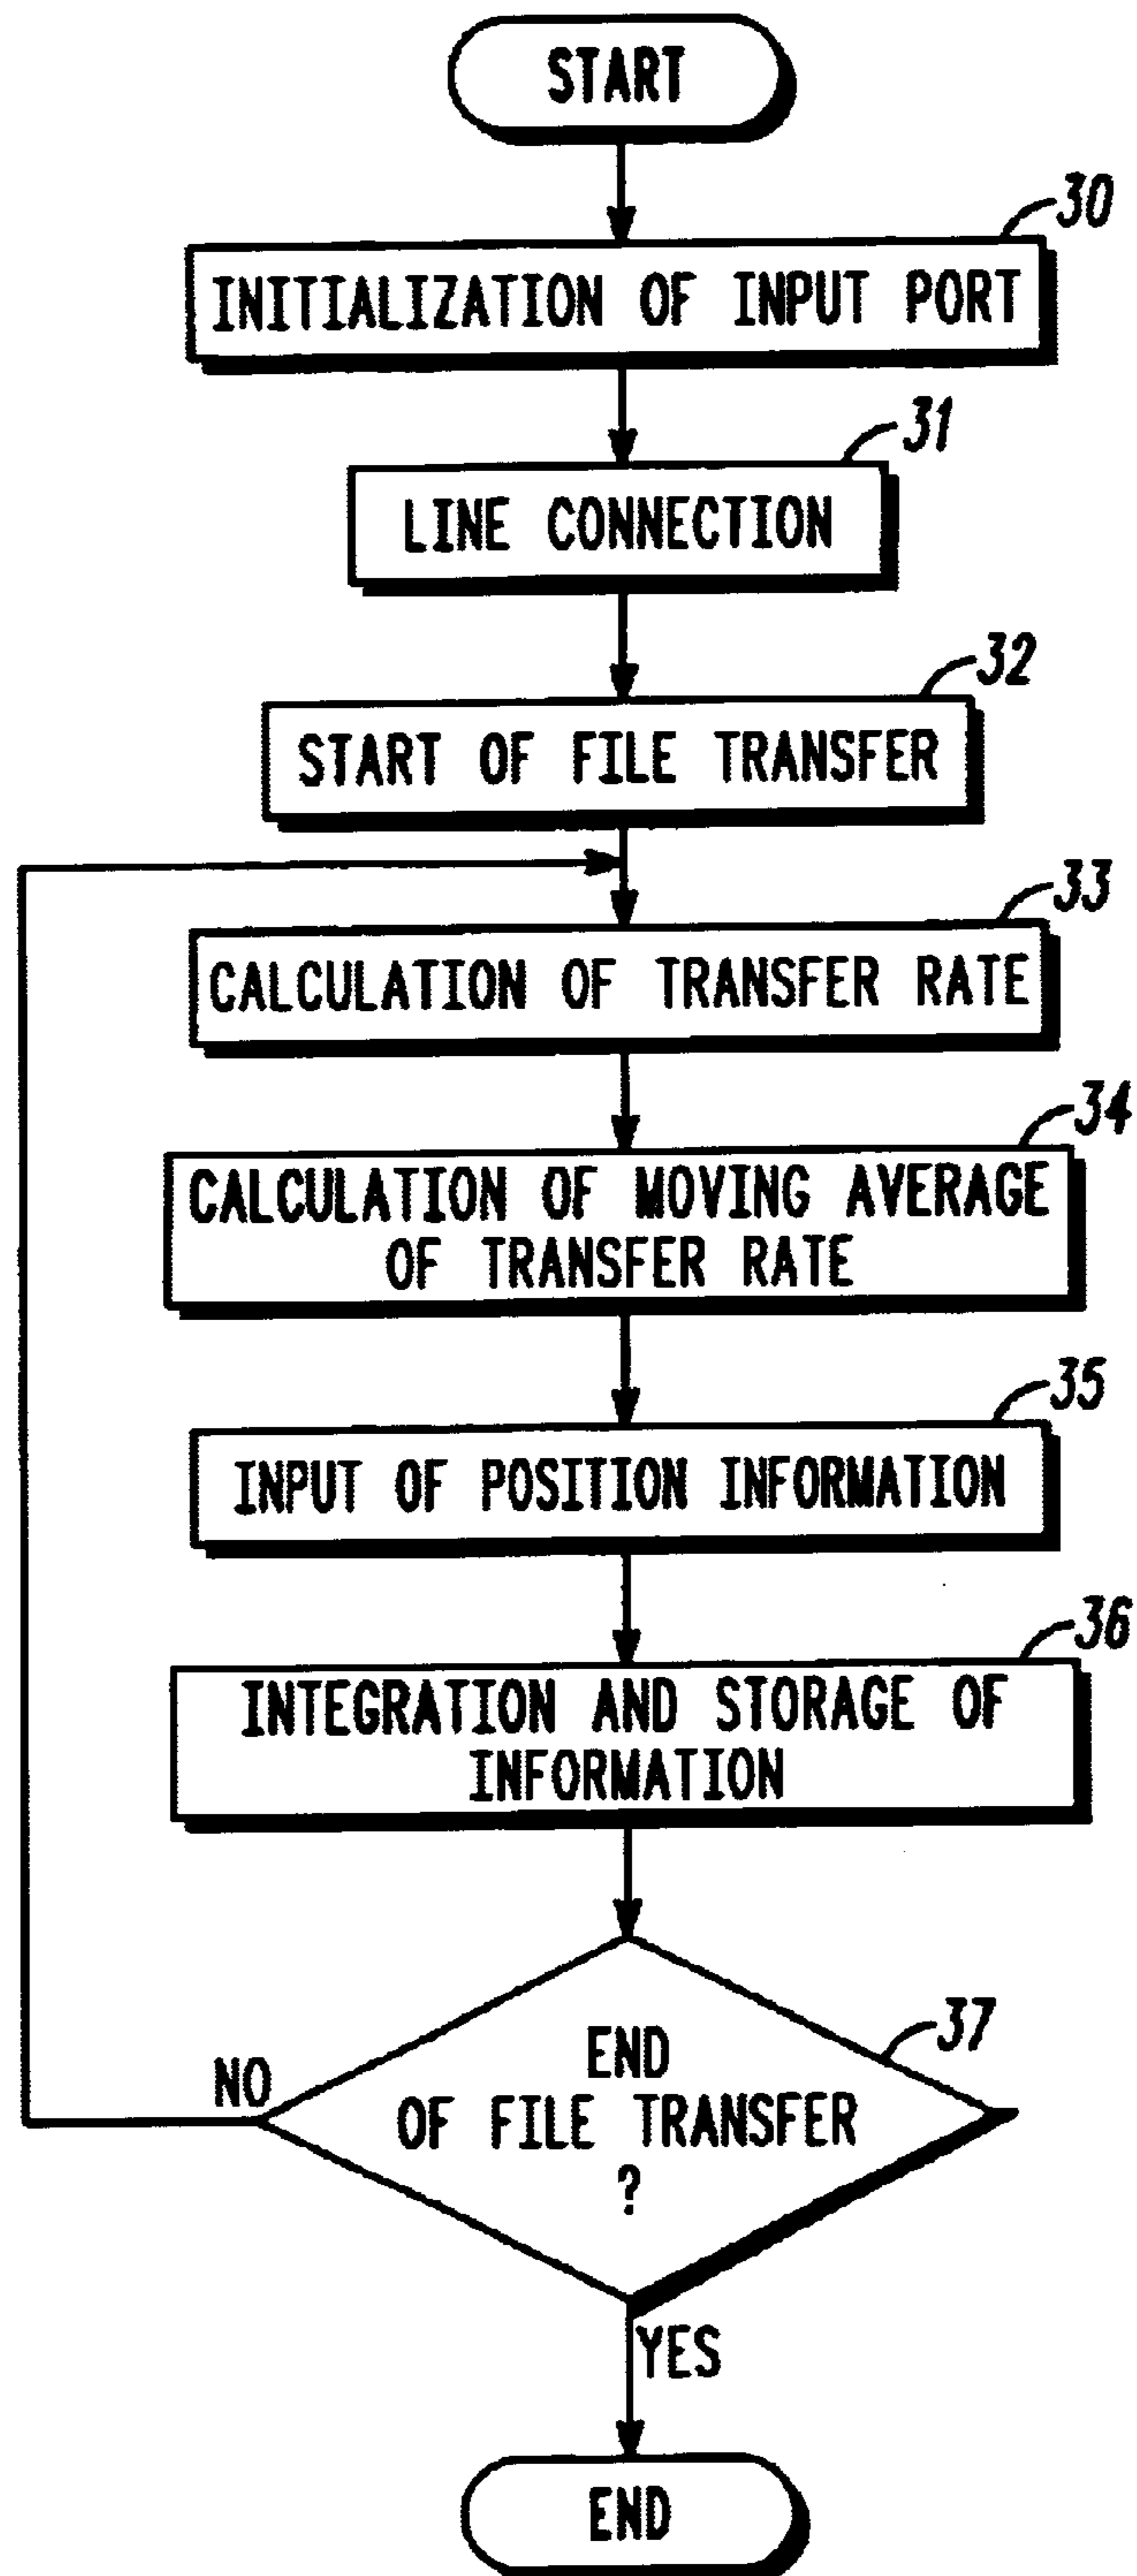 START
30
INITIALIZATION OF INPUT PORT
31
LINE CONNECTION
32
START OF FILE TRANSFER
33
CALCULATION OF TRANSFER RATE
34
CALCULATION OF MOVING AVERAGE
OF TRANSFER RATE
35
INPUT OF POSITION INFORMATION
36
INTEGRATION AND STORAGE OF
INFORMATION
37
END
OF FILE TRANSFER
?
NO
YES
END